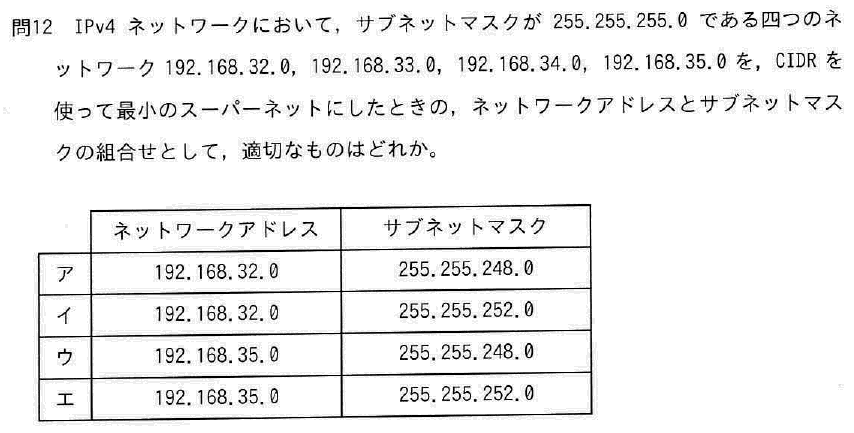 問12 IPv4 ネットワークにおいて，サブネットマスクが 255.255.255.0 である四つのネ
ットワーク 192.168.32.0，192.168.33.0，192.168.34.0，192.168.35.0 を，CIDR を
使って最小のスーパーネットにしたときの，ネットワークアドレスとサブネットマス
クの組合せとして，適切なものはどれか。
ネットワークアドレス サブネットマスク
ア 192.168.32.0 255.255.248.0
イ 192.168.32.0 255.255.252.0
ウ 192.168.35.0 255.255.248.0
エ 192.168.35.0 255.255.252.0